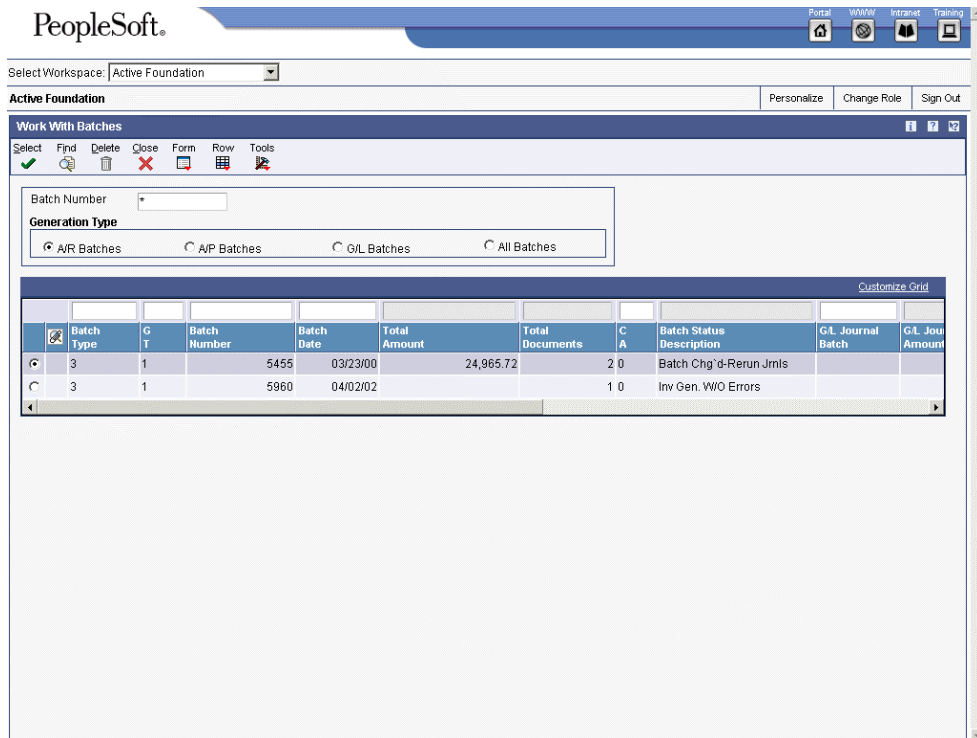 PeopleSoft®
Portal WWW Intranet Training
Select Workspace: Active Foundation
Active Foundation Personalize Change Role Sign Out
Work With Batches
Select Find Delete Close Form Row Tools
Batch Number *
Generation Type
A/R Batches A/P Batches G/L Batches All Batches
Customize Grid
Batch Type G T Batch Number Batch Date Total Amount Total Documents C A Batch Status Description G/L Journal Batch G/L Jou Amount
3 1 5455 03/23/00 24,965.72 2 0 Batch Chg`d-Rerun Jrnls
3 1 5960 04/02/02 1 0 Inv Gen. W/O Errors